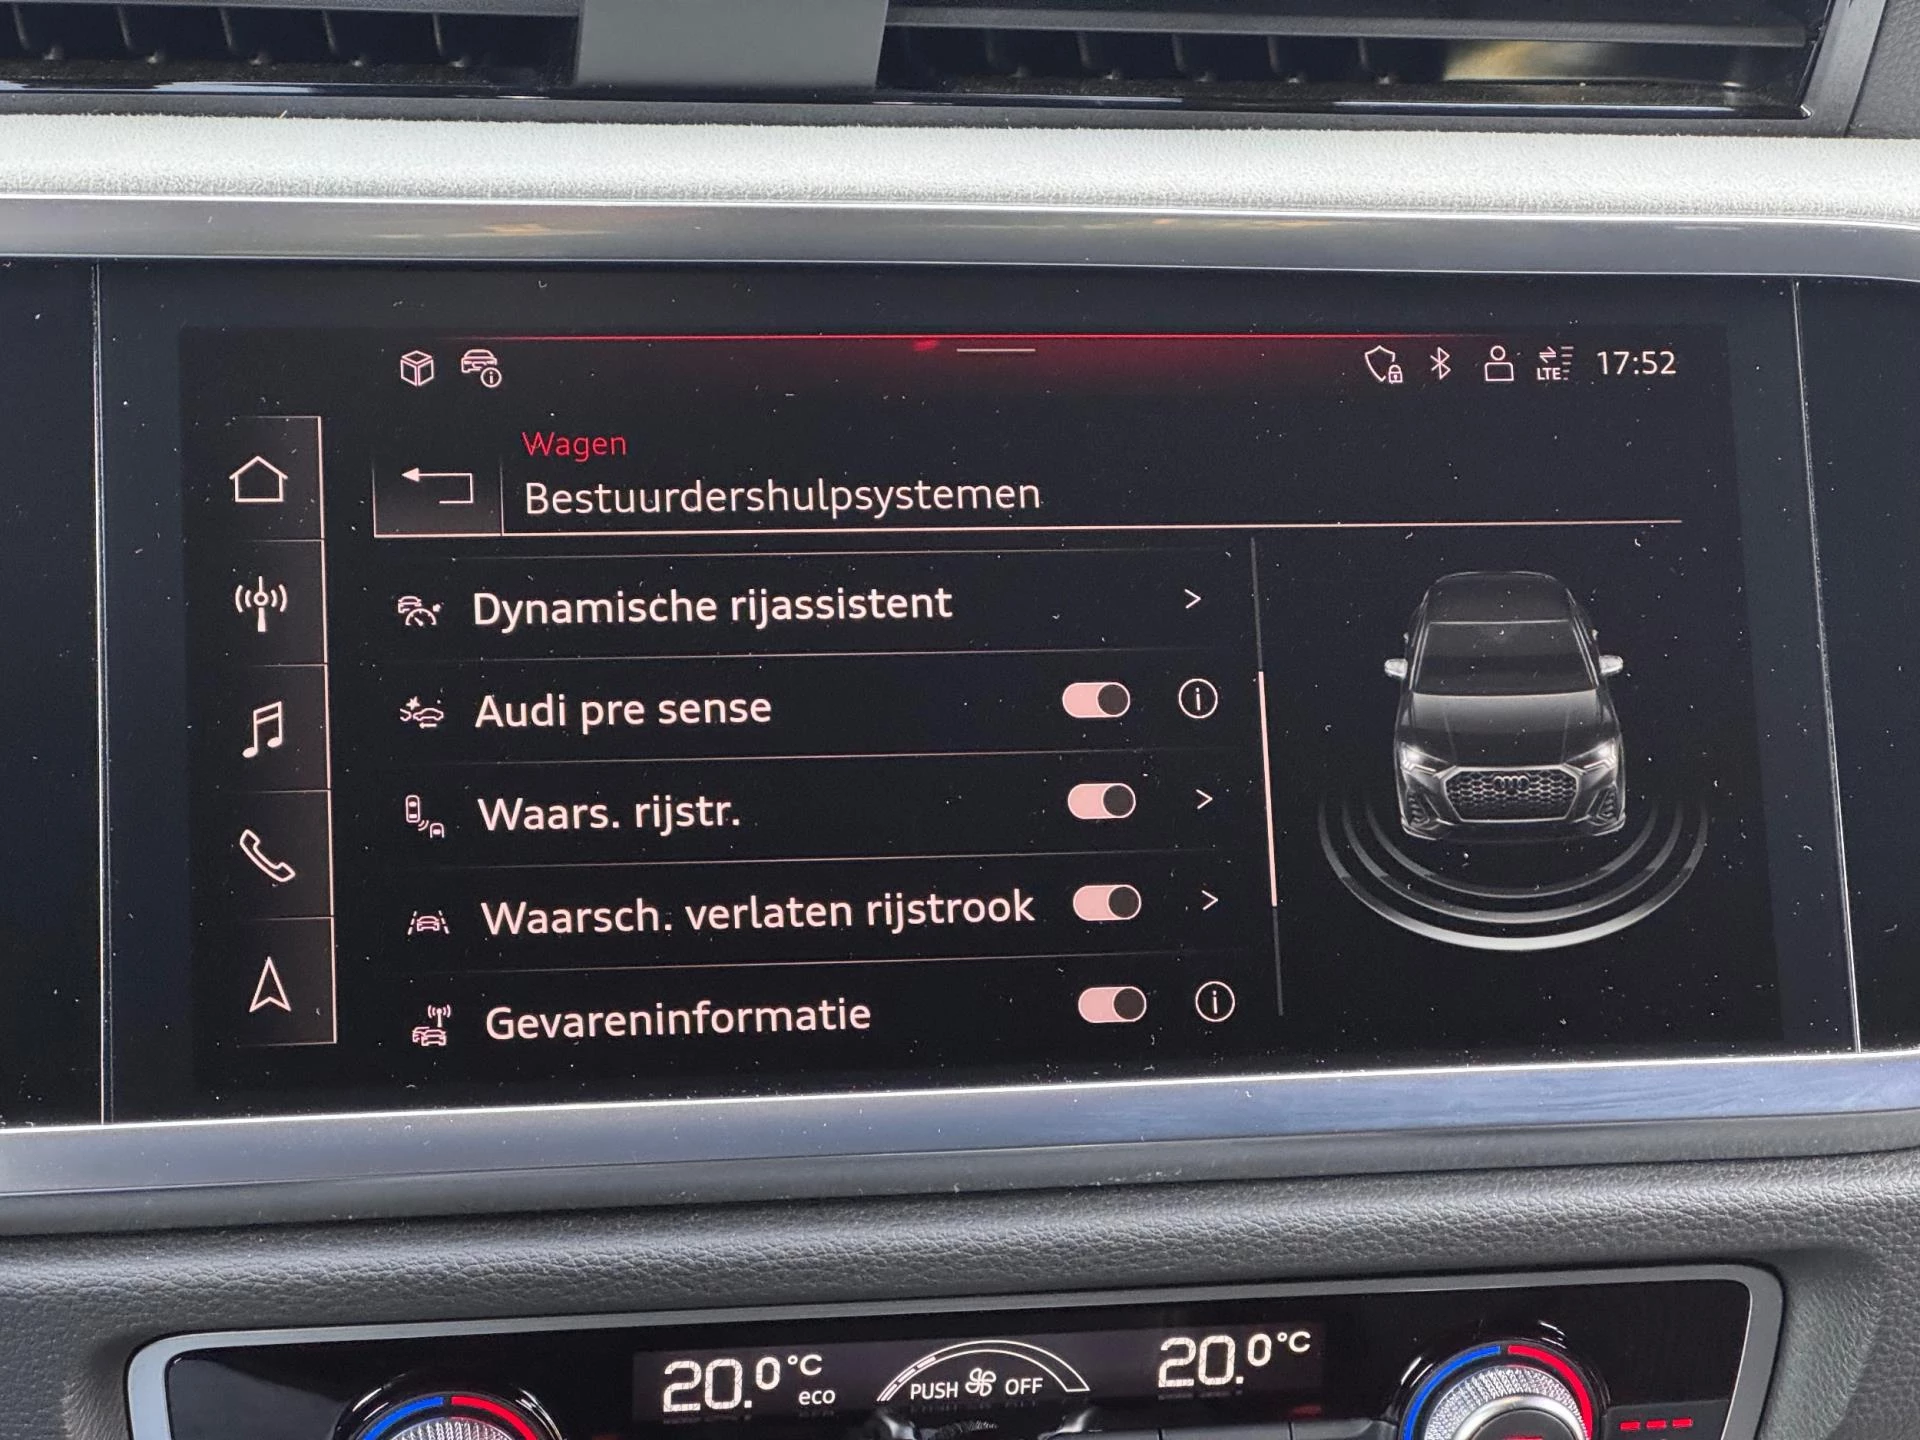 LTE 17:52
Wagen
Bestuurdershulpsystemen
Dynamische rijassistent
Audi pre sense
Waars. rijstr.
Waarsch. verlaten rijstrook
Gevareninformatie
20.0°C eco PUSH OFF 20.0°C